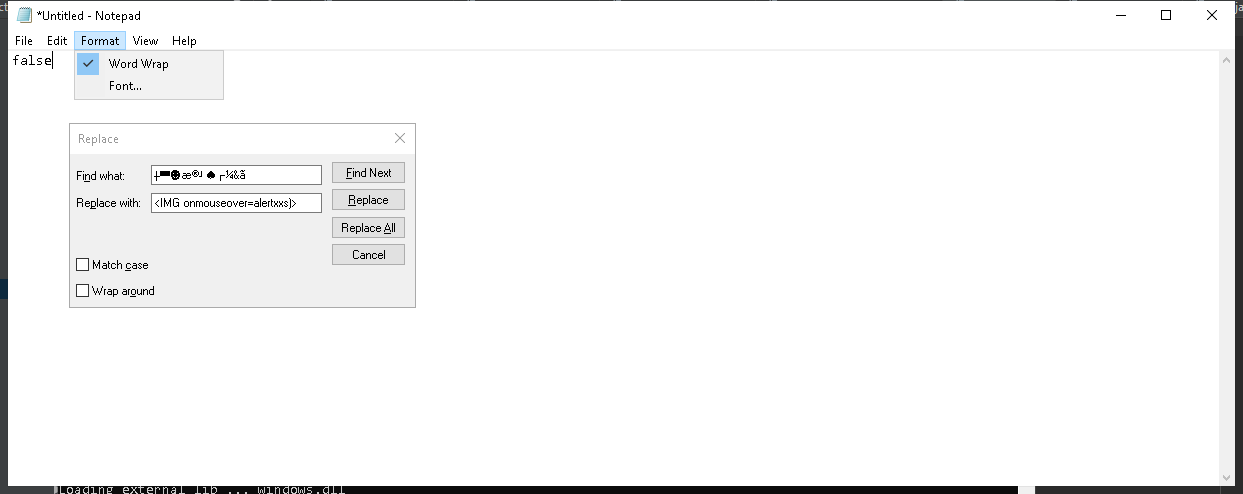 *Untitled - Notepad
File Edit Format View Help
false
Word Wrap
Font...
Replace
Find what:
Find Next
Replace with: <IMG onmouseover=alertxxs)>
Replace
Replace All
Cancel
Match case
Wrap around
Loading external lib ... windows.dll